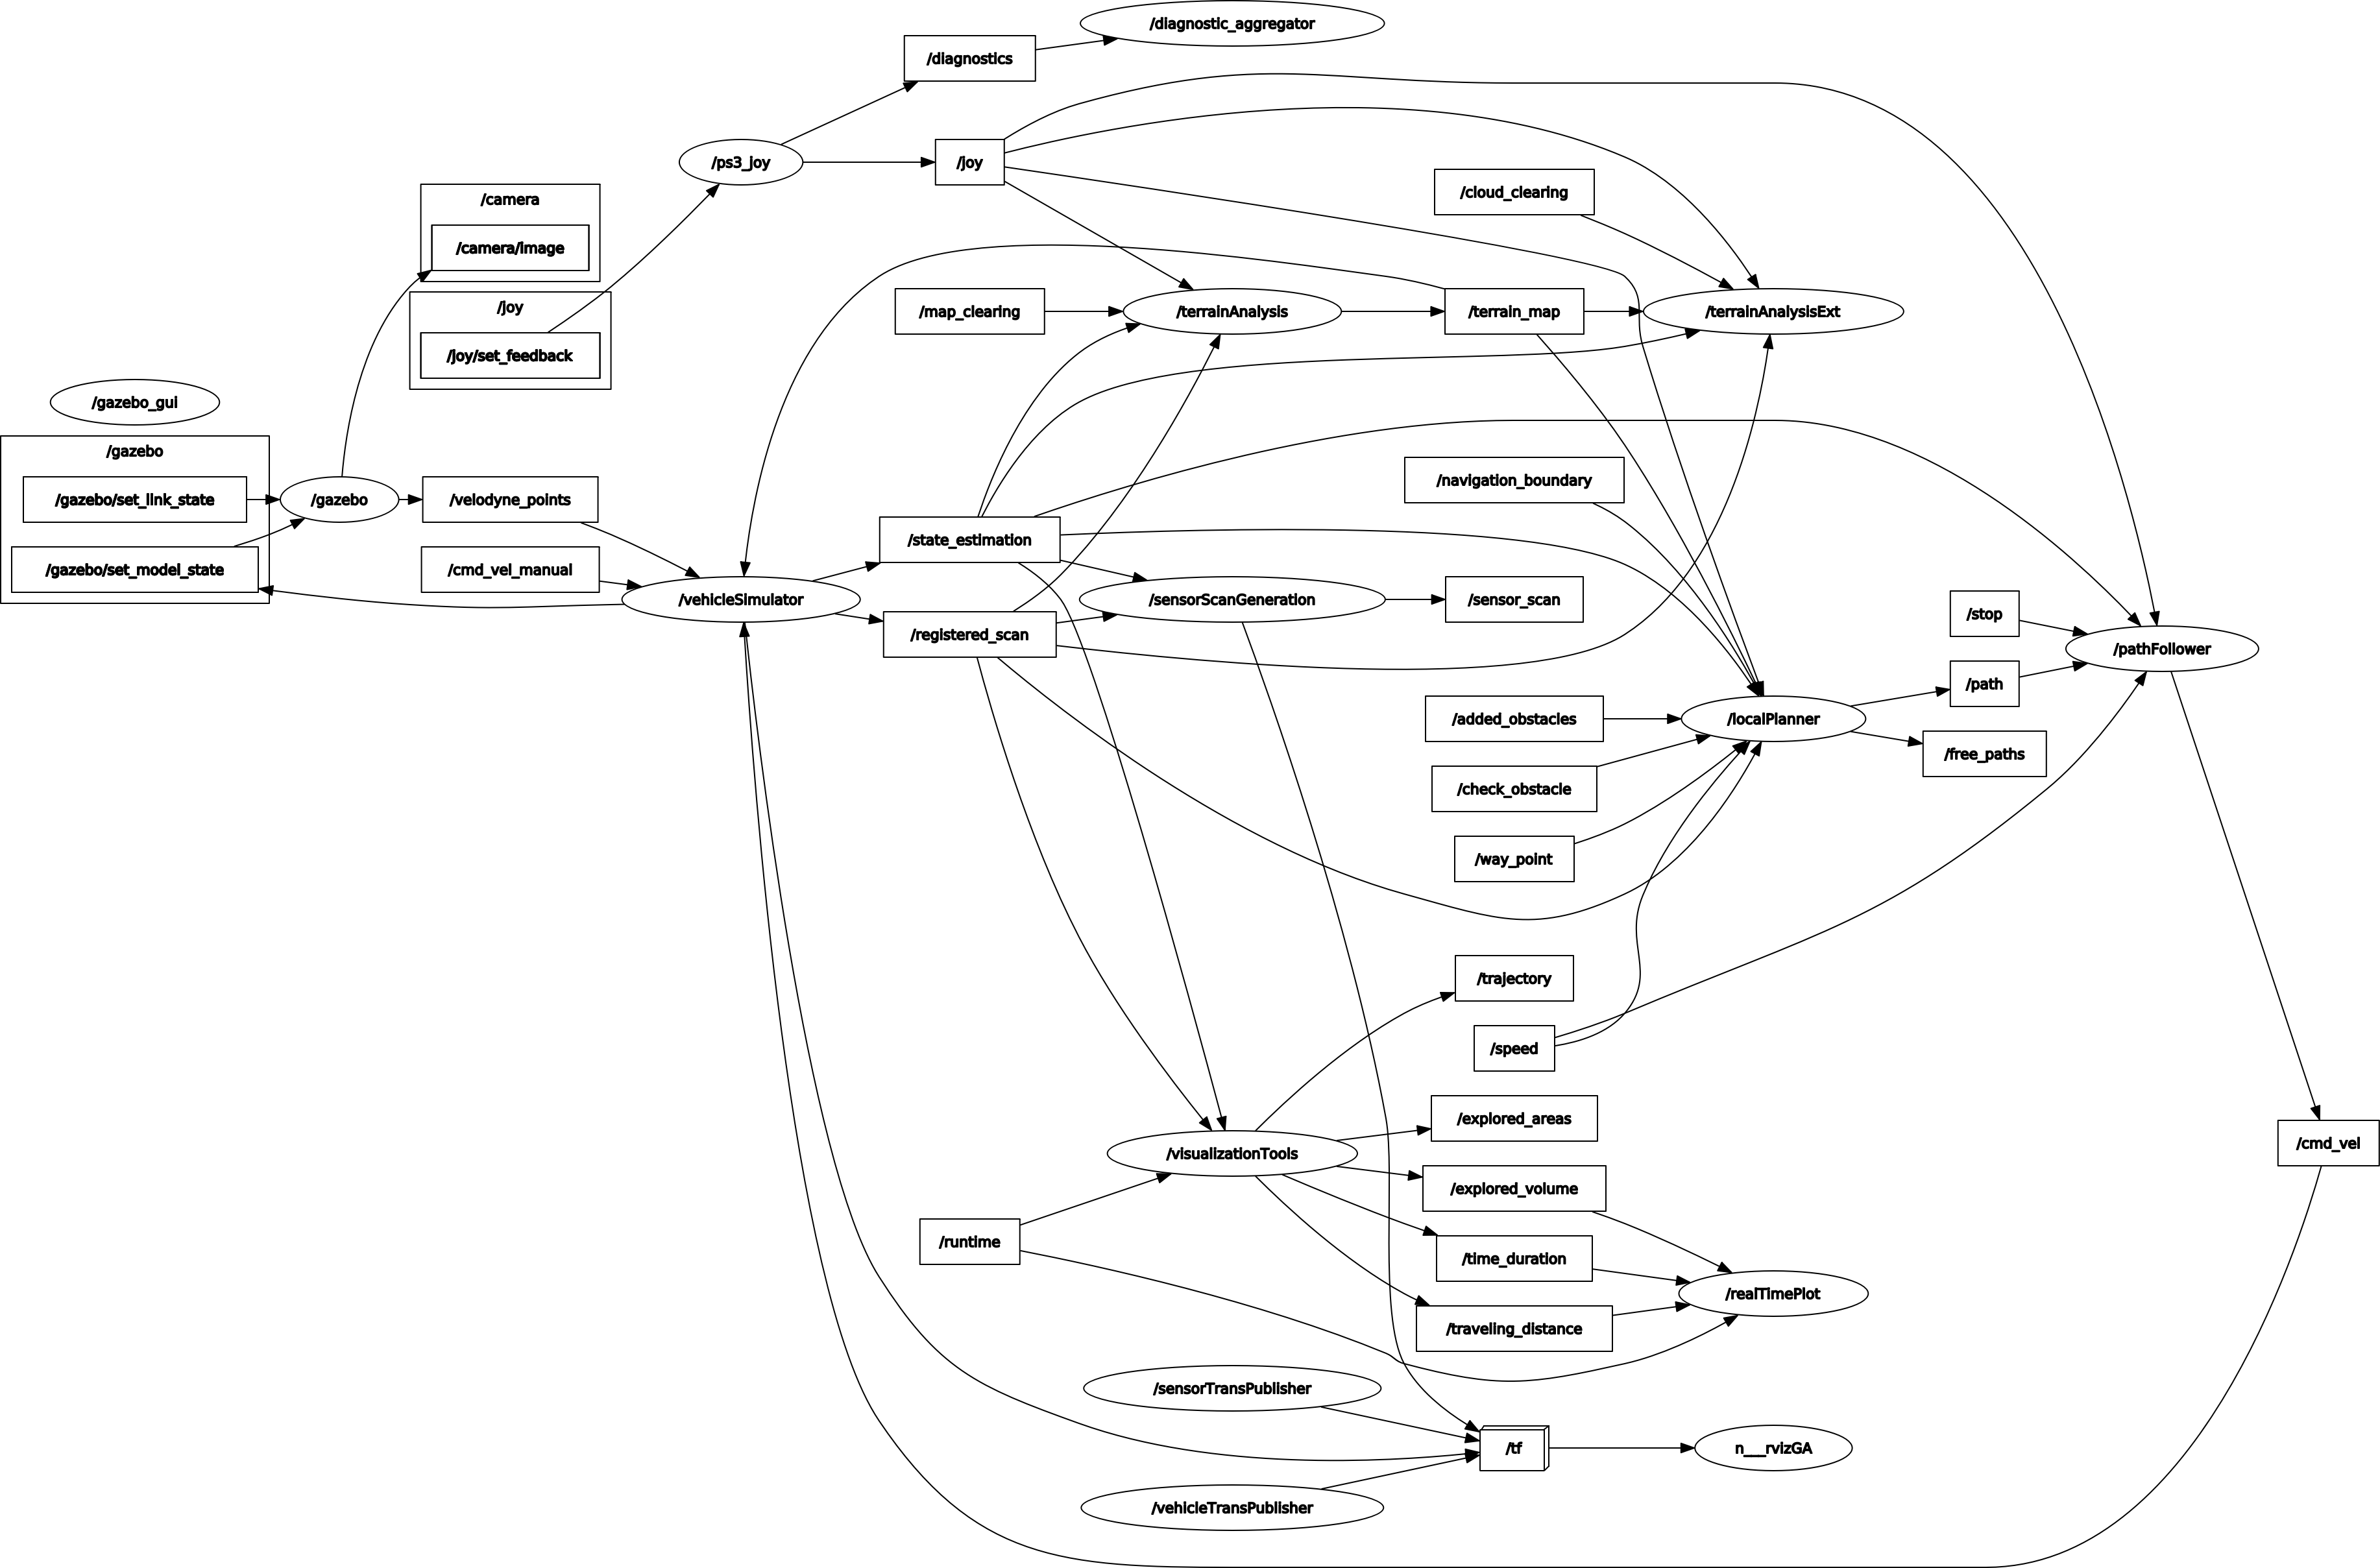 /diagnostic_aggregator
/diagnostics
/ps3_joy
/joy
/cloud_clearing
/camera
/camera/image
/joy
/joy/set_feedback
/map_clearing
/terrainAnalysis
/terrain_map
/terrainAnalysisExt
/gazebo_gui
/gazebo
/gazebo/set_link_state
/gazebo
/velodyne_points
/navigation_boundary
/state_estimation
/gazebo/set_model_state
/cmd_vel_manual
/vehicleSimulator
/sensorScanGeneration
/sensor_scan
/stop
/registered_scan
/pathFollower
/path
/added_obstacles
/localPlanner
/free_paths
/check_obstacle
/way_point
/trajectory
/speed
/explored_areas
/cmd_vel
/visualizationTools
/explored_volume
/runtime
/time_duration
/realTimePlot
/traveling_distance
/sensorTransPublisher
/tf
n___rvizGA
/vehicleTransPublisher